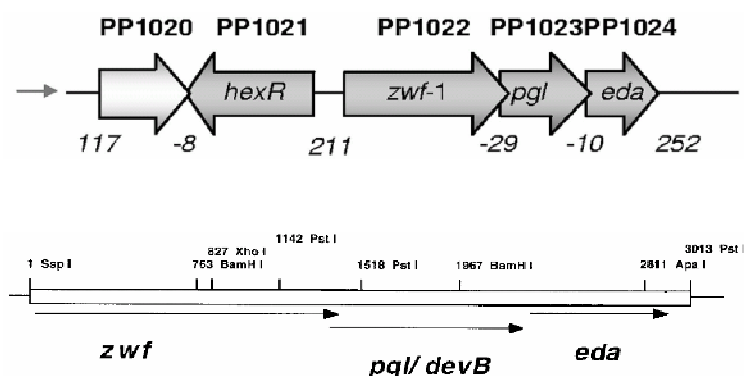 PP1020 PP1021 PP1022 PP1023 PP1024
hexR zwf-1 pgl eda
117 -8 211 -29 -10 252
1142 Pst I 3013 Pst I
827 Xho I
1 Ssp I 763 BamH I 1518 Pst I 1967 BamH I 2811 Apa I
zwf pgl/devB eda